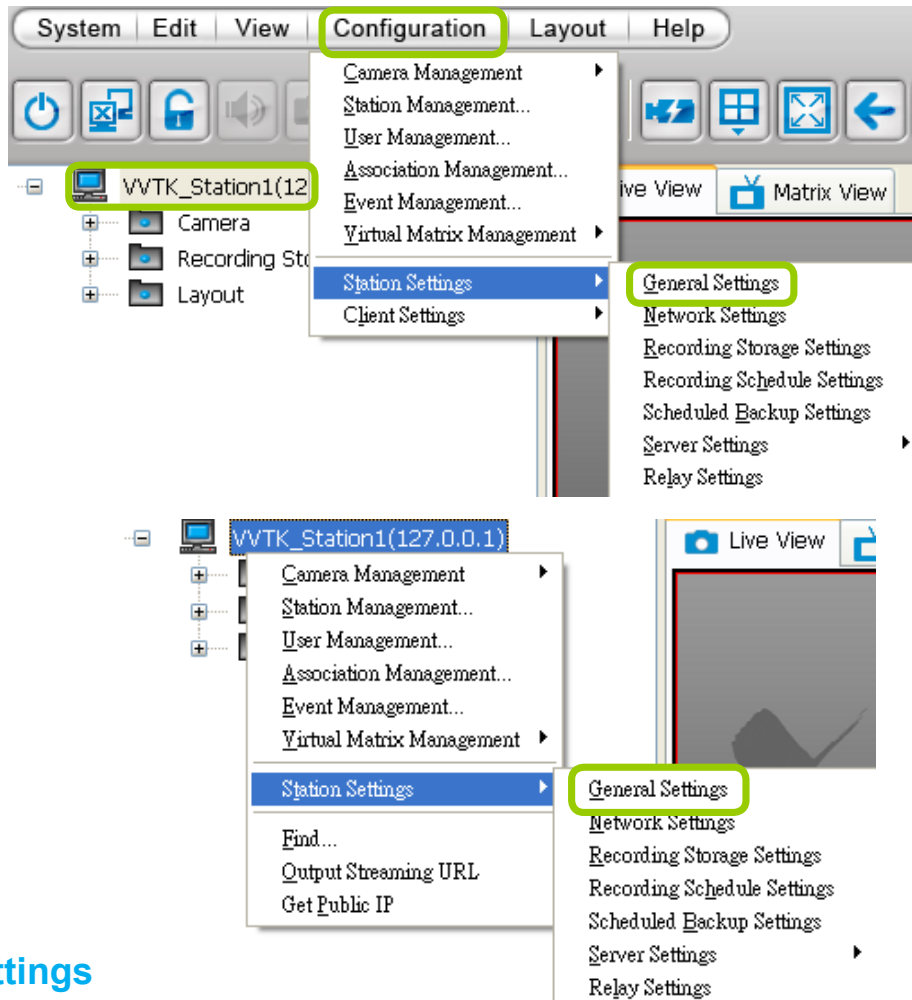 System Edit View Configuration Layout Help
Camera Management
Station Management...
User Management...
Association Management...
Event Management...
Virtual Matrix Management
Station Settings
Client Settings
VVTK_Station1(12
Camera
Recording Sto
Layout
ive View Matrix View
General Settings
Network Settings
Recording Storage Settings
Recording Schedule Settings
Scheduled Backup Settings
Server Settings
Relay Settings
VVTK_Station1(127.0.0.1)
Live View
Camera Management
Station Management...
User Management...
Association Management...
Event Management...
Virtual Matrix Management
Station Settings
Find...
Output Streaming URL
Get Public IP
General Settings
Network Settings
Recording Storage Settings
Recording Schedule Settings
Scheduled Backup Settings
Server Settings
Relay Settings
ttings